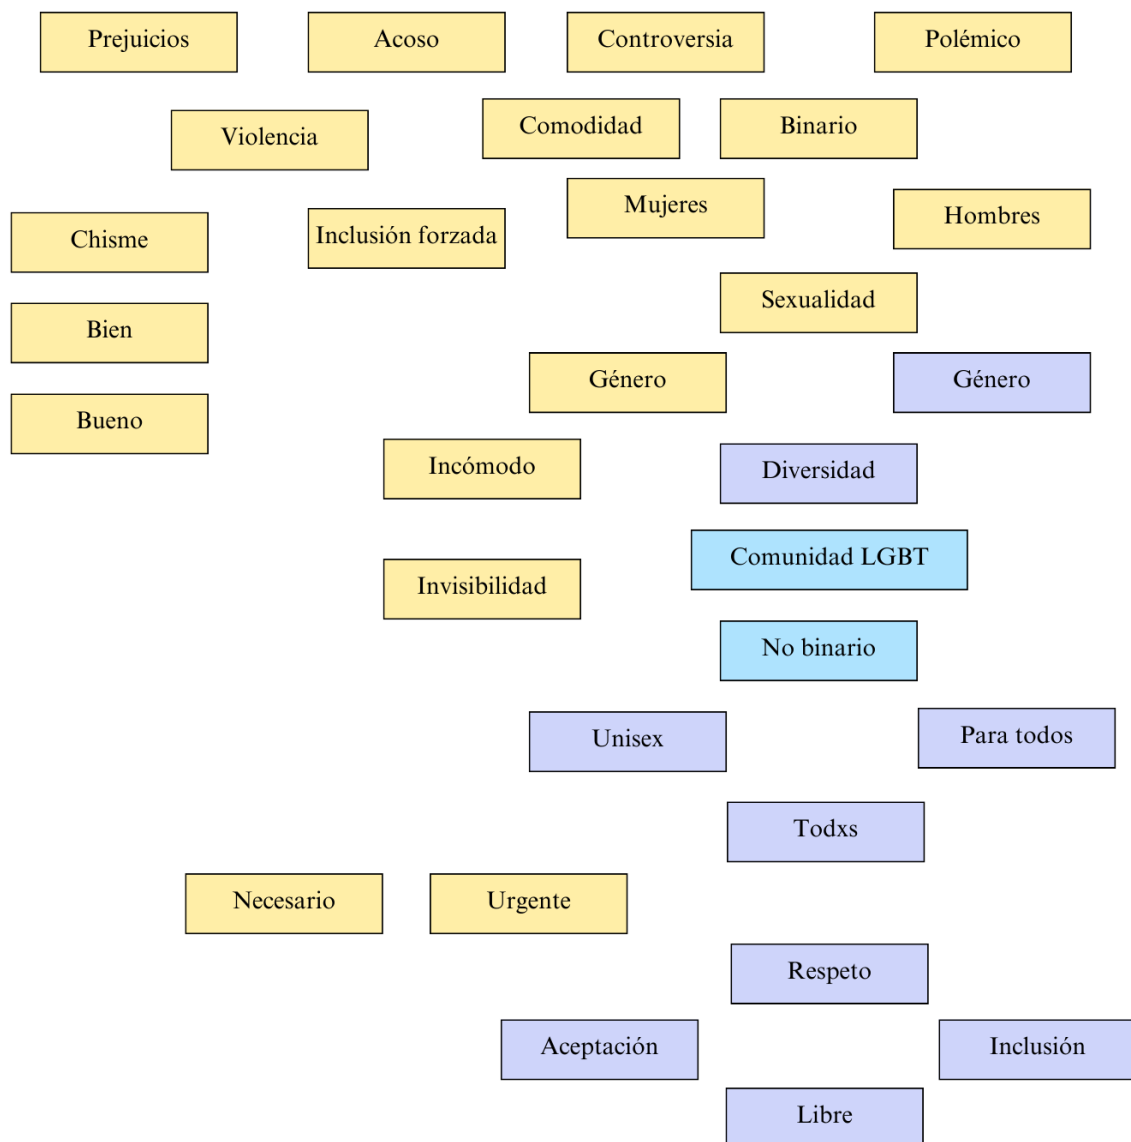 Prejuicios
Acoso
Controversia
Polémico
Violencia
Comodidad
Binario
Mujeres
Hombres
Chisme
Inclusión forzada
Sexualidad
Bien
Género
Género
Bueno
Incómodo
Diversidad
Comunidad LGBT
Invisibilidad
No binario
Unisex
Para todos
Todxs
Necesario
Urgente
Respeto
Aceptación
Inclusión
Libre